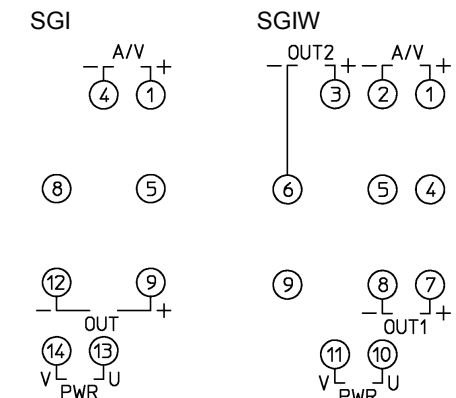 SGI
SGIW
− A/V +
4 1
− OUT2 + − A/V +
3 2 1
8 5
6 5 4
12 9
− OUT +
9 8 7
− OUT1 +
14 13
V PWR U
11 10
V PWR U